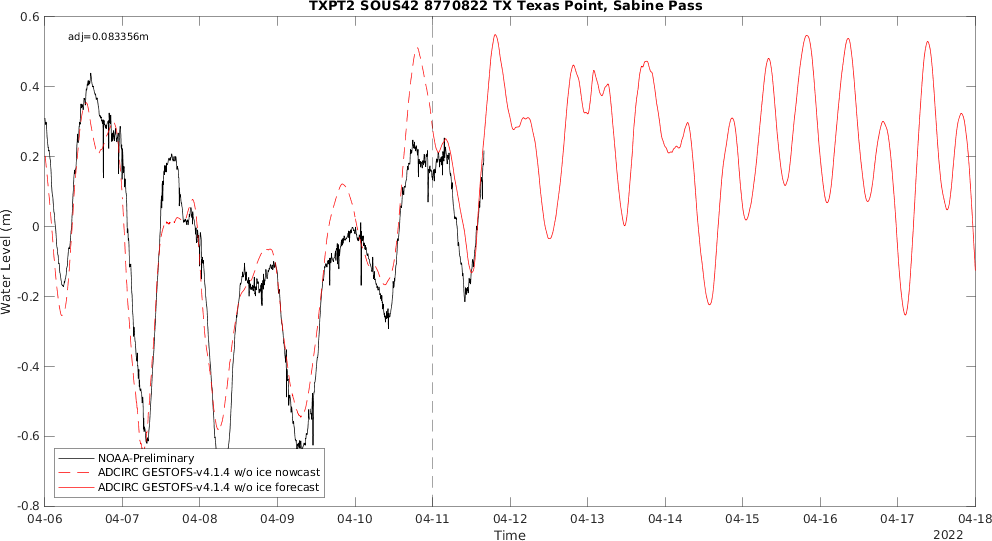 TXPT2 SOUS42 8770822 TX Texas Point, Sabine Pass
adj=0.083356m
Water Level (m)
0.6
0.4
0.2
0
-0.2
-0.4
-0.6
-0.8
NOAA-Preliminary
ADCIRC GESTOFS-v4.1.4 w/o ice nowcast
ADCIRC GESTOFS-v4.1.4 w/o ice forecast
04-06 04-07 04-08 04-09 04-10 04-11 04-12 04-13 04-14 04-15 04-16 04-17 04-18
Time
2022